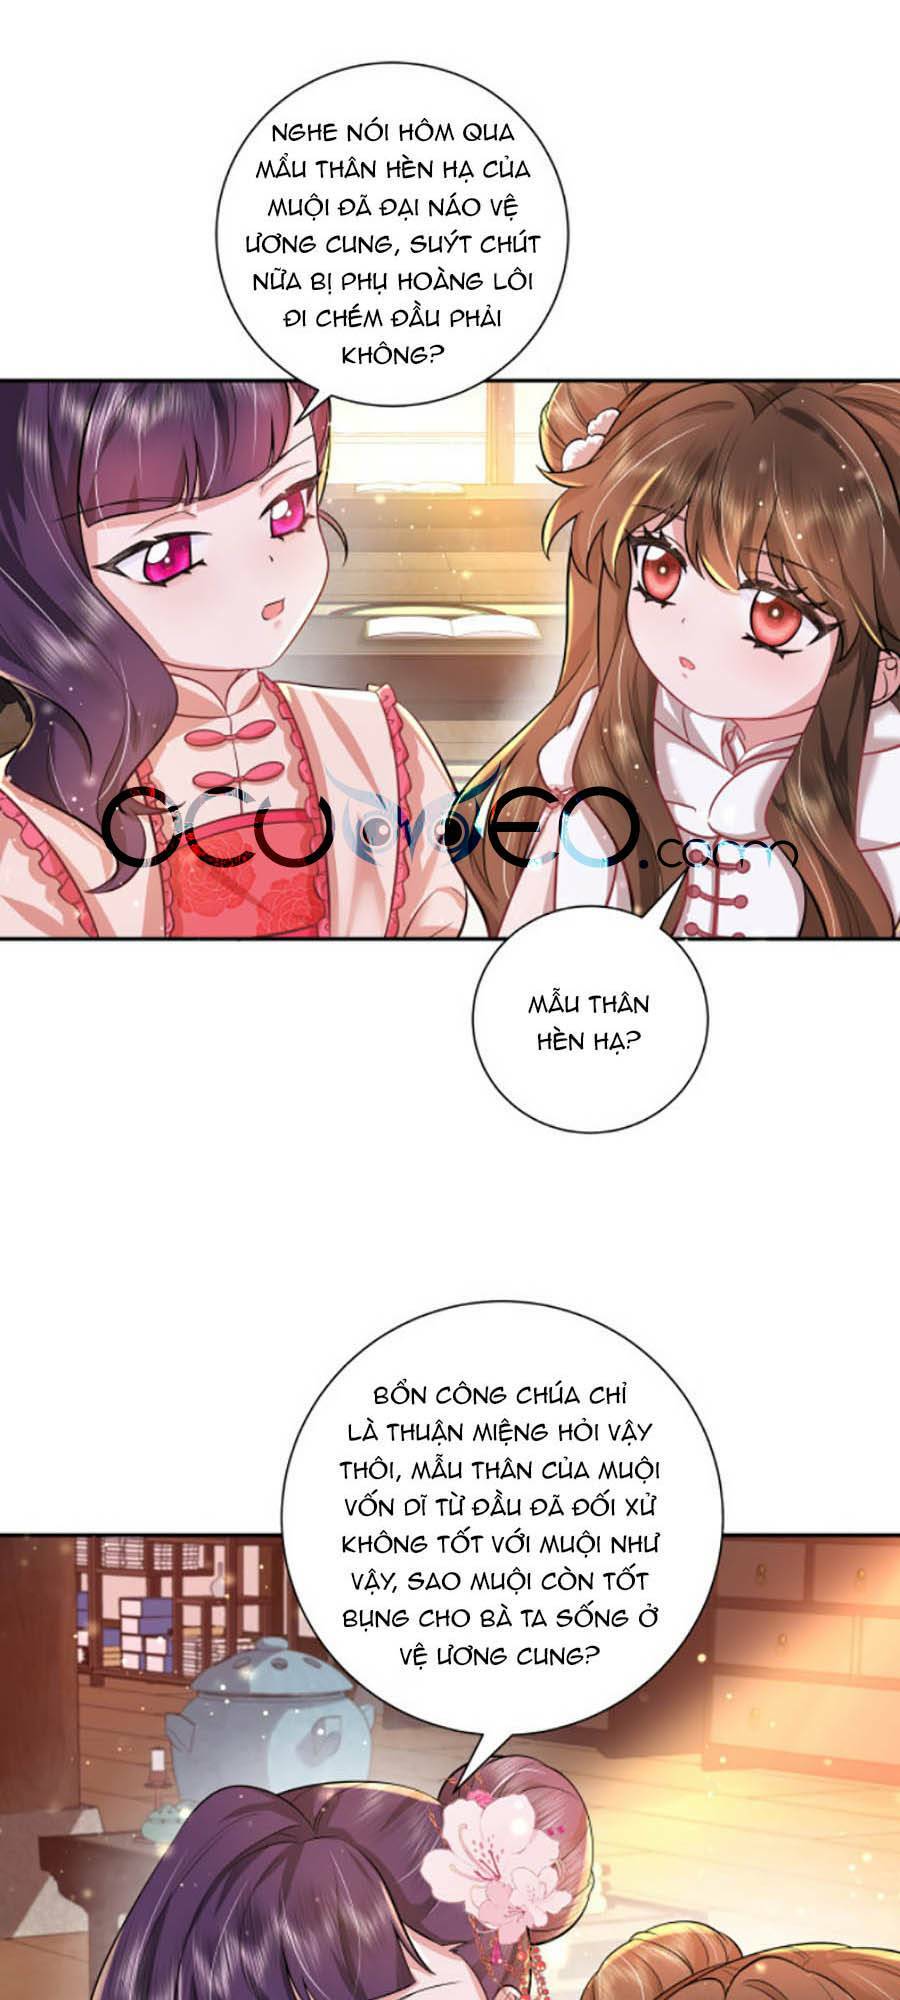 NGHE NÓI HÔM QUA
MẨU THÂN HÈN HẠ CỦA
MUỘI ĐÃ ĐẠI NÁO VỆ
ƯƠNG CUNG, SUÝT CHÚT
NỮA BỊ PHỤ HOÀNG LÔI
ĐI CHÉM ĐẦU PHẢI
KHÔNG?
OCUVOVEO.comno
MẪU THÂN
HÈN HẠ?
BỔN CÔNG CHÚA CHỈ
LÀ THUẬN MIỆNG HỎI VẬY
THÔI, MẪU THÂN CỦA MUỘI
VỐN DĨ TỪ ĐẦU ĐÃ ĐỐI XỬ
KHÔNG TỐT VỚI MUỘI NHƯ
VẬY, SAO MUỘI CÒN TỐT
BỤNG CHO BÀ TA SỐNG Ở
VỆ ƯƠNG CUNG?